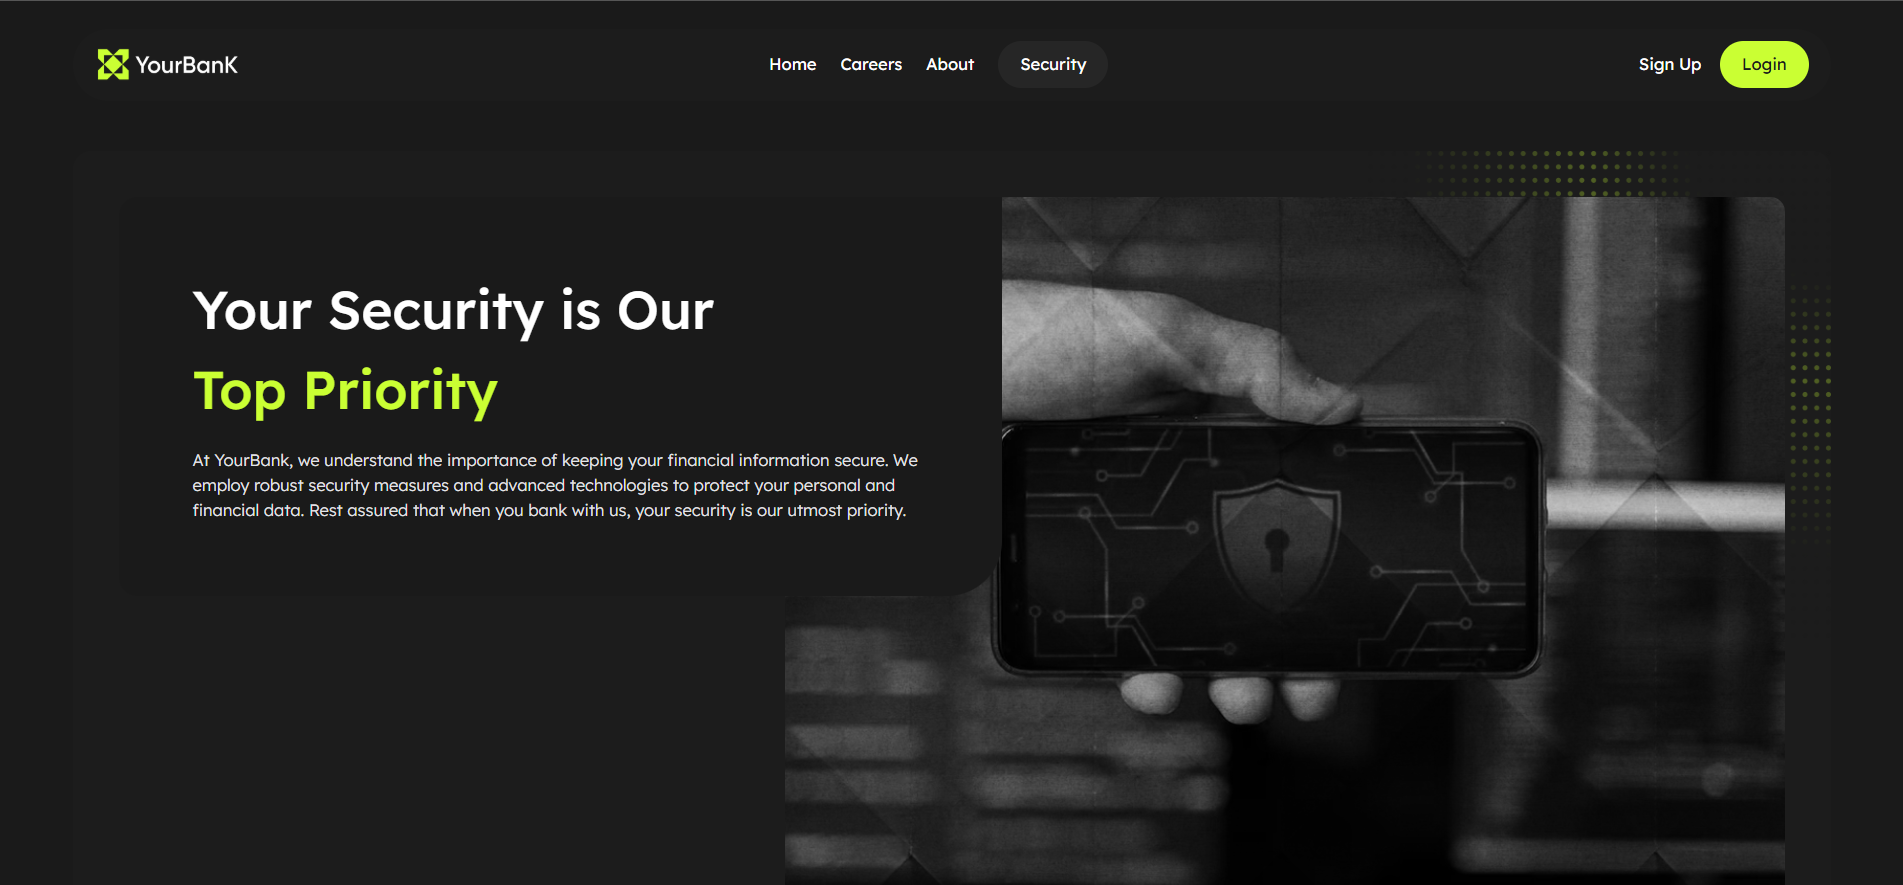 YourBanK
Home
Careers
About
Security
Sign Up
Login
Your Security is Our
Top Priority
At YourBank, we understand the importance of keeping your financial information secure. We
employ robust security measures and advanced technologies to protect your personal and
financial data. Rest assured that when you bank with us, your security is our utmost priority.